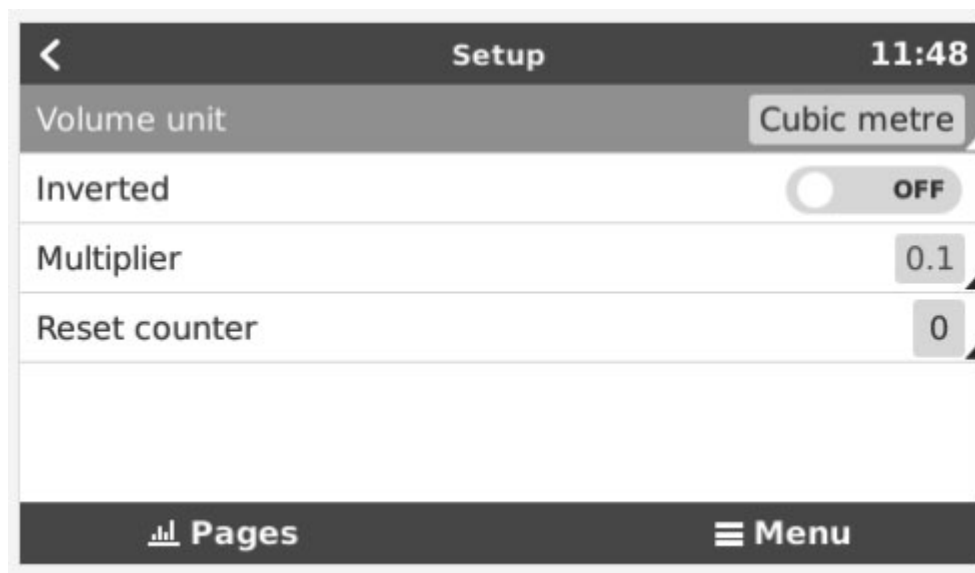 Setup 11:48
Volume unit Cubic metre
Inverted OFF
Multiplier 0.1
Reset counter 0
Pages Menu